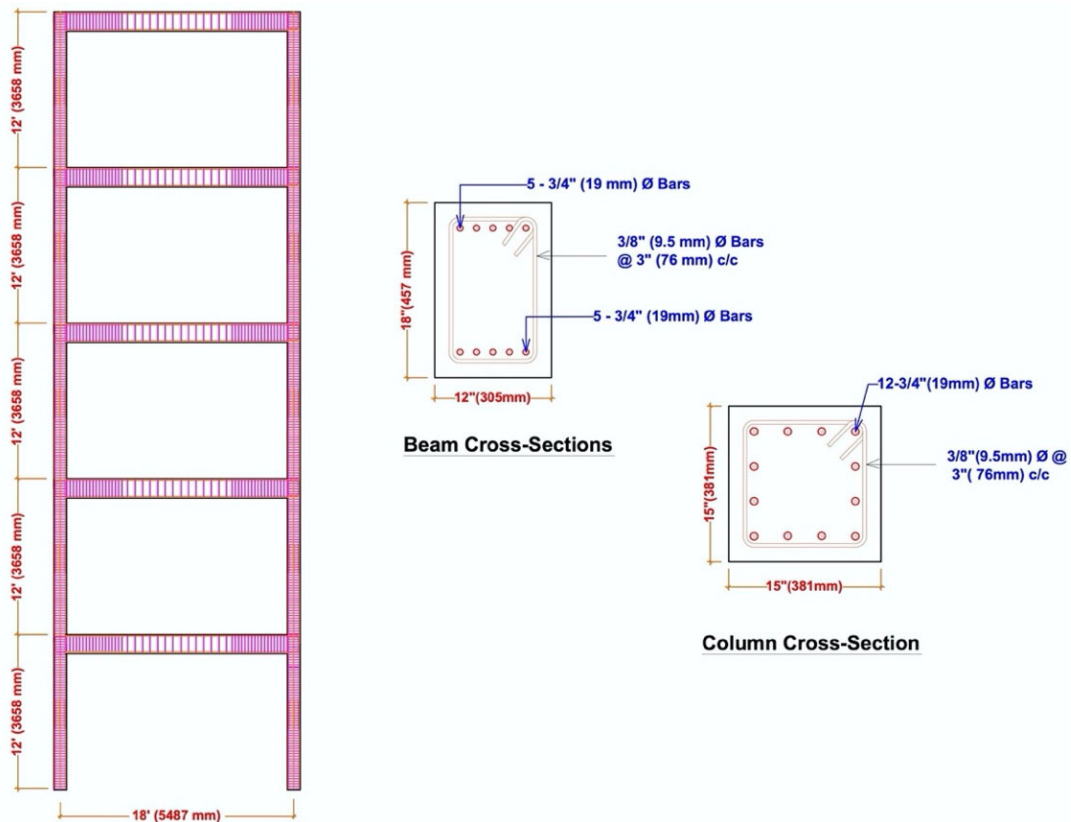 12' (3658 mm)
12' (3658 mm)
12' (3658 mm)
12' (3658 mm)
12' (3658 mm)
18' (5487 mm)
5 - 3/4" (19 mm) Ø Bars
3/8" (9.5 mm) Ø Bars
@ 3" (76 mm) c/c
5 - 3/4" (19mm) Ø Bars
18"(457 mm)
12"(305mm)
Beam Cross-Sections
12-3/4"(19mm) Ø Bars
3/8"(9.5mm) Ø @
3"( 76mm) c/c
15"(381mm)
15"(381mm)
Column Cross-Section